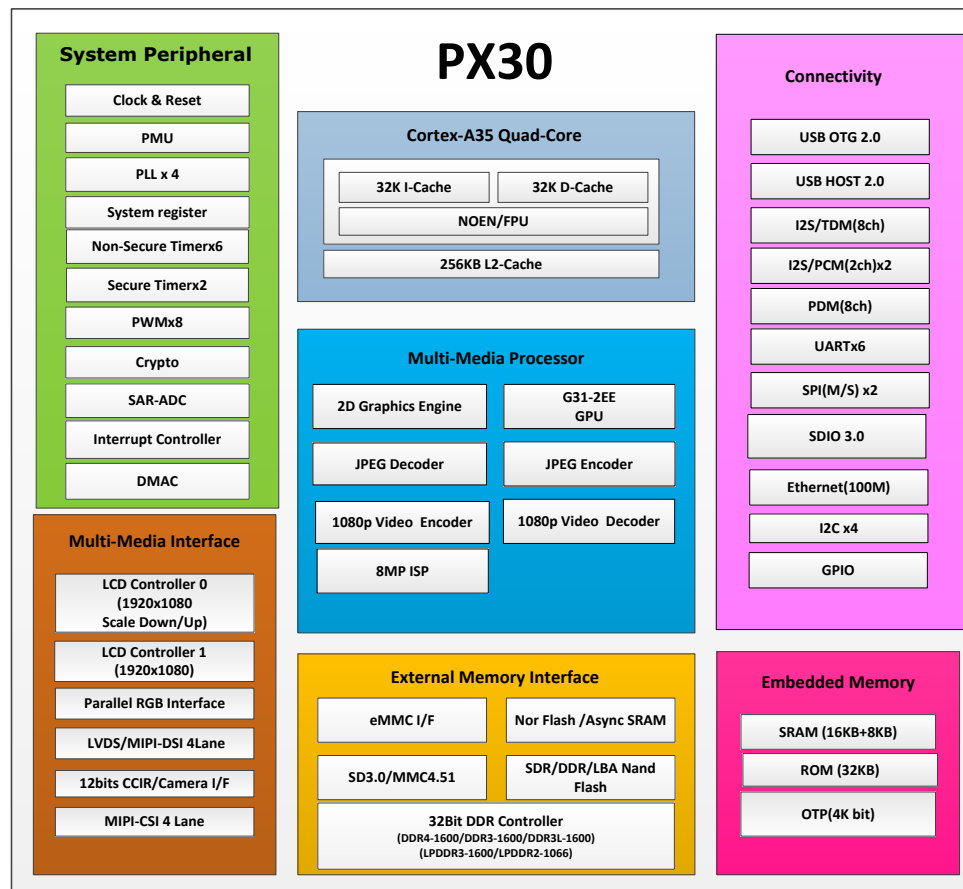 PX30
System Peripheral
Clock & Reset
PMU
PLL x 4
System register
Non-Secure Timerx6
Secure Timerx2
PWMx8
Crypto
SAR-ADC
Interrupt Controller
DMAC
Multi-Media Interface
LCD Controller 0
(1920x1080
Scale Down/Up)
LCD Controller 1
(1920x1080)
Parallel RGB Interface
LVDS/MIPI-DSI 4Lane
12bits CCIR/Camera I/F
MIPI-CSI 4 Lane
Cortex-A35 Quad-Core
32K I-Cache
32K D-Cache
NOEN/FPU
256KB L2-Cache
Multi-Media Processor
2D Graphics Engine
G31-2EE
GPU
JPEG Decoder
JPEG Encoder
1080p Video Encoder
1080p Video Decoder
8MP ISP
External Memory Interface
eMMC I/F
Nor Flash /Async SRAM
SD3.0/MMC4.51
SDR/DDR/LBA Nand
Flash
32Bit DDR Controller
(DDR4-1600/DDR3-1600/DDR3L-1600)
(LPDDR3-1600/LPDDR2-1066)
Connectivity
USB OTG 2.0
USB HOST 2.0
I2S/TDM(8ch)
I2S/PCM(2ch)x2
PDM(8ch)
UARTx6
SPI(M/S) x2
SDIO 3.0
Ethernet(100M)
I2C x4
GPIO
Embedded Memory
SRAM (16KB+8KB)
ROM (32KB)
OTP(4K bit)